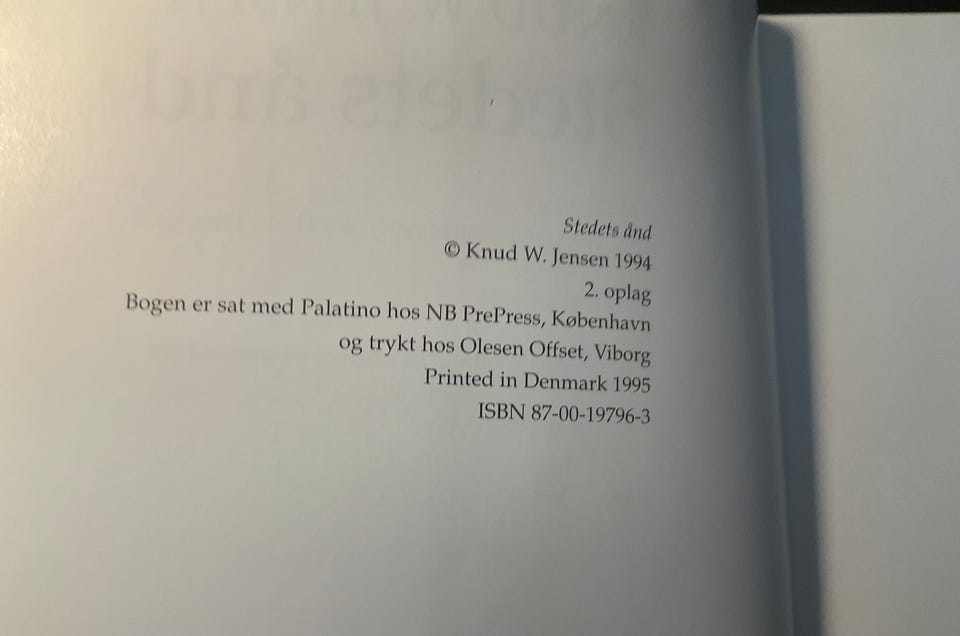 Stedets ånd
© Knud W. Jensen 1994
2. oplag
Bogen er sat med Palatino hos NB PrePress, København
og trykt hos Olesen Offset, Viborg
Printed in Denmark 1995
ISBN 87-00-19796-3